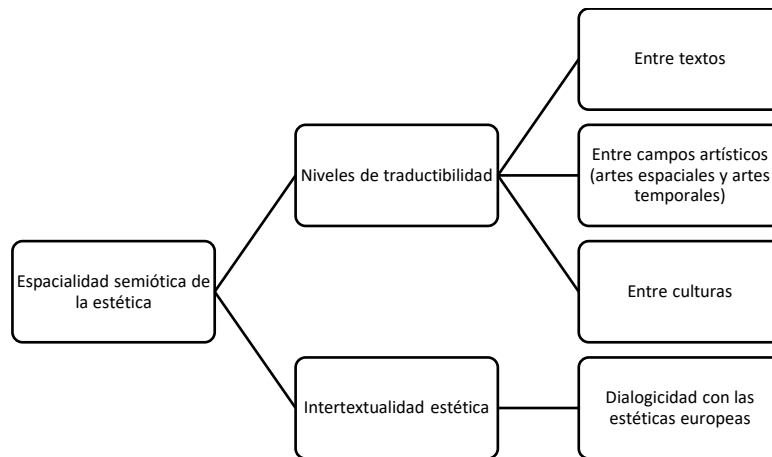 Espacialidad semiótica de
la estética
Niveles de traductibilidad
Entre textos
Entre campos artísticos
(artes espaciales y artes
temporales)
Entre culturas
Intertextualidad estética
Dialogicidad con las
estéticas europeas